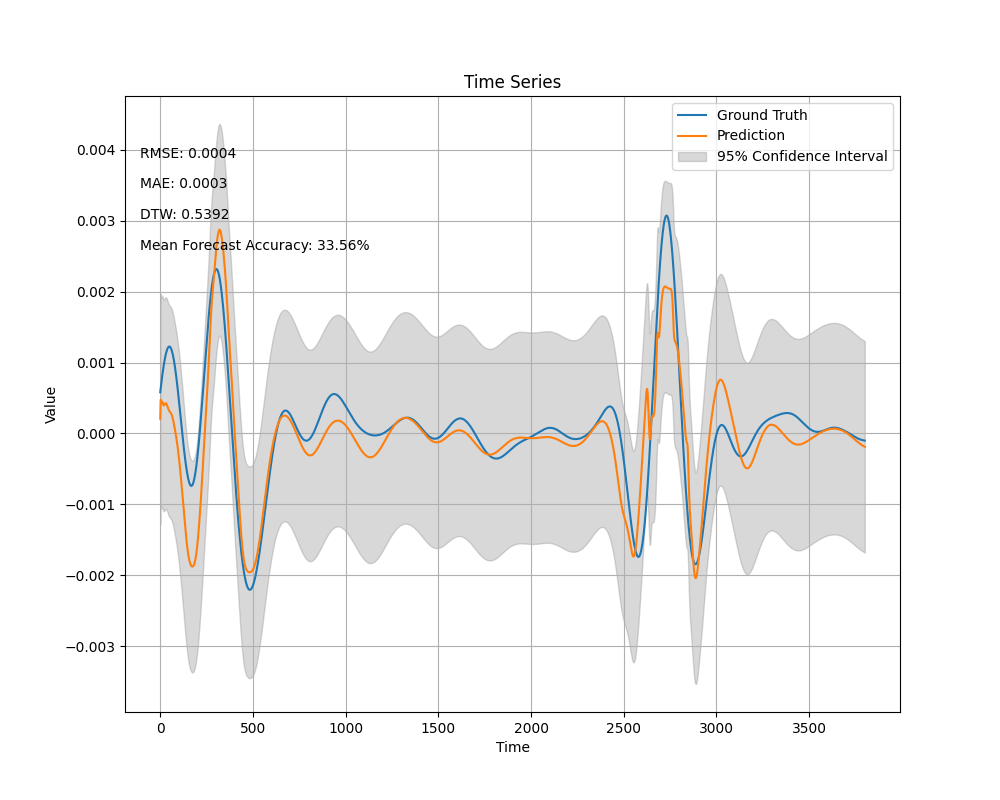 Time Series
Ground Truth
Prediction
95% Confidence Interval
RMSE: 0.0004
MAE: 0.0003
DTW: 0.5392
Mean Forecast Accuracy: 33.56%
Value
0.004
0.003
0.002
0.001
0.000
−0.001
−0.002
−0.003
0 500 1000 1500 2000 2500 3000 3500
Time